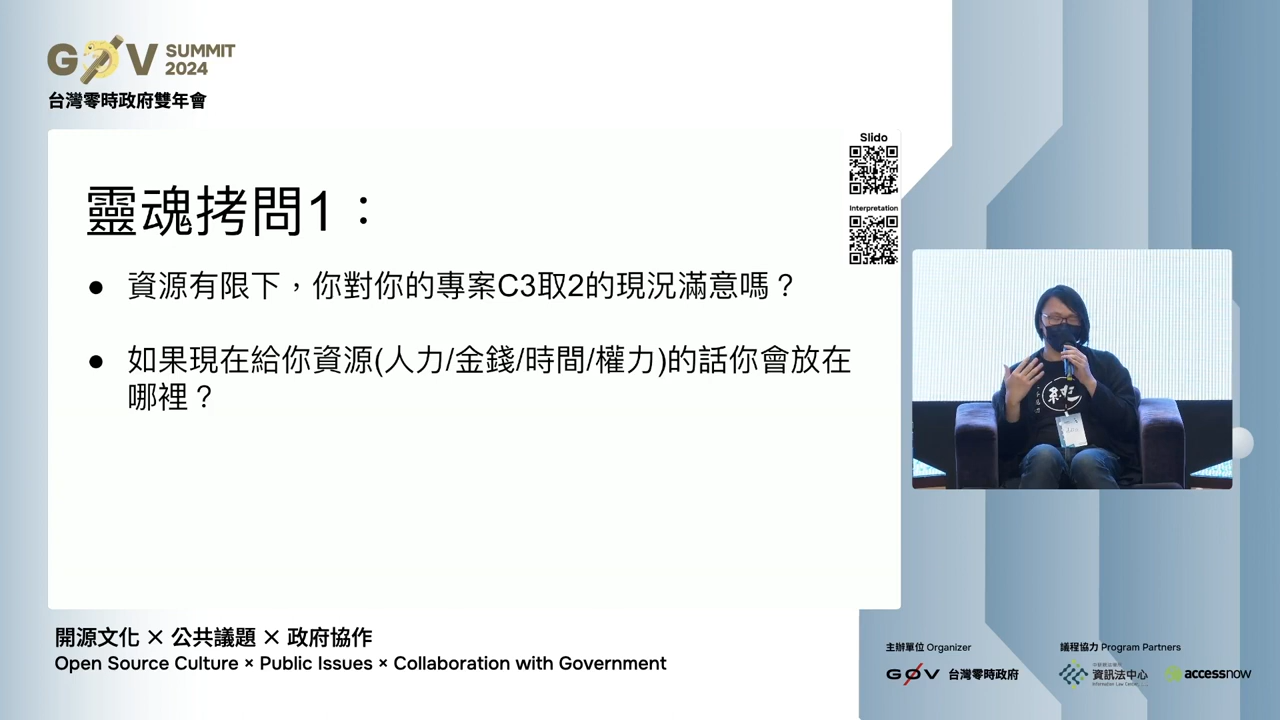 G0V SUMMIT 2024
台灣零時政府雙年會
Slido
Interpretation
靈魂拷問1：
● 資源有限下，你對你的專案C3取2的現況滿意嗎？
● 如果現在給你資源(人力/金錢/時間/權力)的話你會放在
哪裡？
純
開源文化 × 公共議題 × 政府協作
Open Source Culture × Public Issues × Collaboration with Government
主辦單位 Organizer
議程協力 Program Partners
G0V 台灣零時政府
資訊法中心
Information Law Center
accessnow